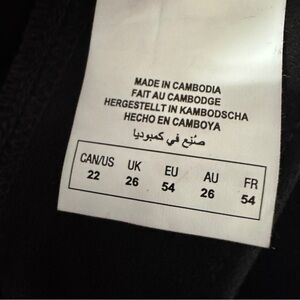 MADE IN CAMBODIA
FAIT AU CAMBODGE
HERGESTELLT IN KAMBODSCHA
HECHO EN CAMBOYA
صُنِع في كمبوديا
CAN/US UK EU AU FR
22 26 54 26 54